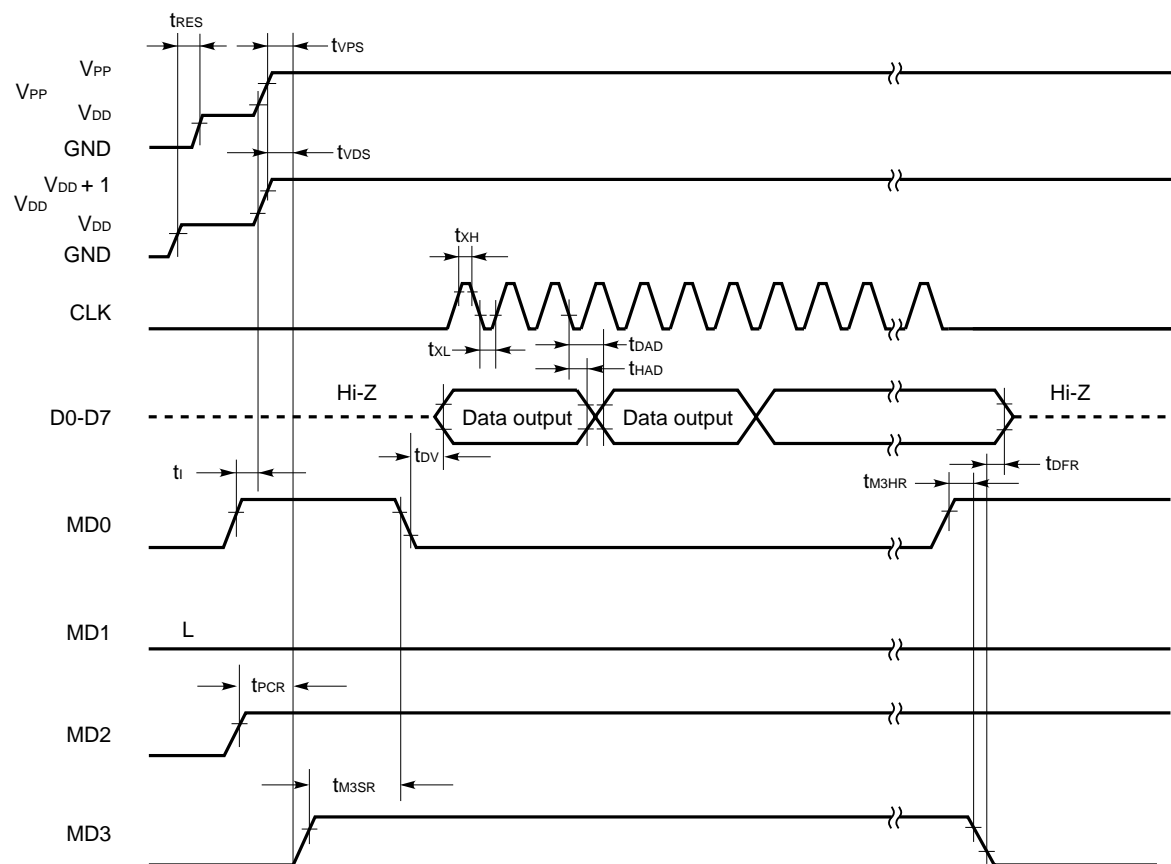 tRES
tVPS
VPP
VPP
VDD
GND
tVDS
VDD + 1
VDD
VDD
GND
tXH
CLK
tXL
tDAD
tHAD
Hi-Z
Hi-Z
D0-D7
Data output
Data output
tDV
tI
tDFR
tM3HR
MD0
MD1
L
tPCR
MD2
tM3SR
MD3